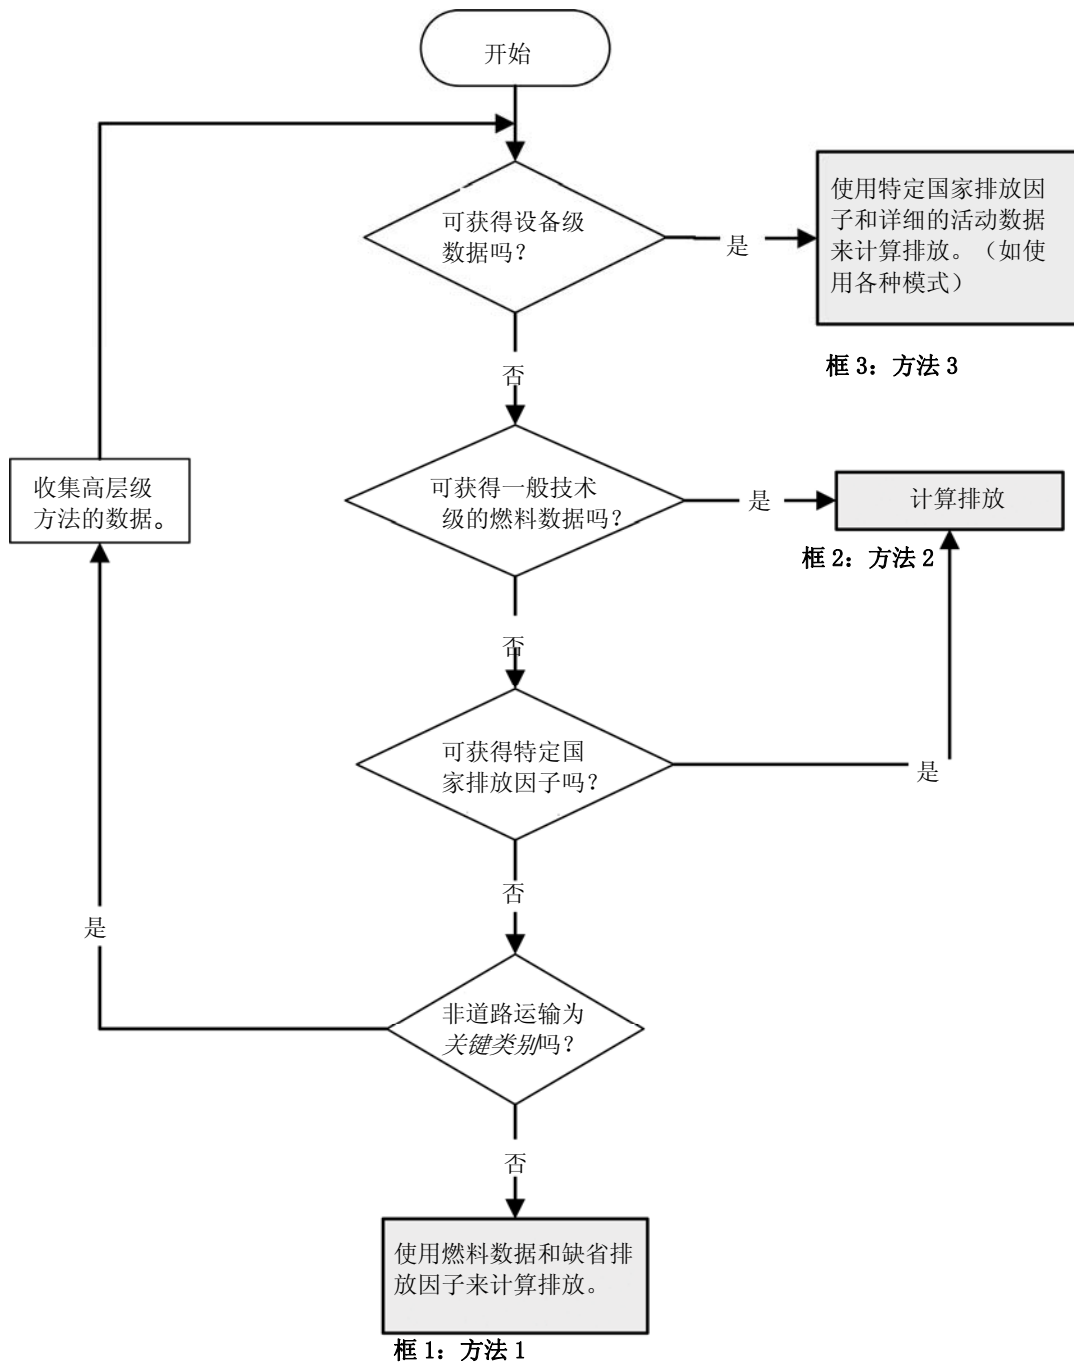 开始
可获得设备级
数据吗？
是
使用特定国家排放因
子和详细的活动数据
来计算排放。（如使
用各种模式）
框 3：方法 3
否
收集高层级
方法的数据。
可获得一般技术
级的燃料数据吗？
是
计算排放
框 2：方法 2
否
可获得特定国
家排放因子吗？
是
否
是
非道路运输为
关键类别吗？
否
使用燃料数据和缺省排
放因子来计算排放。
框 1：方法 1